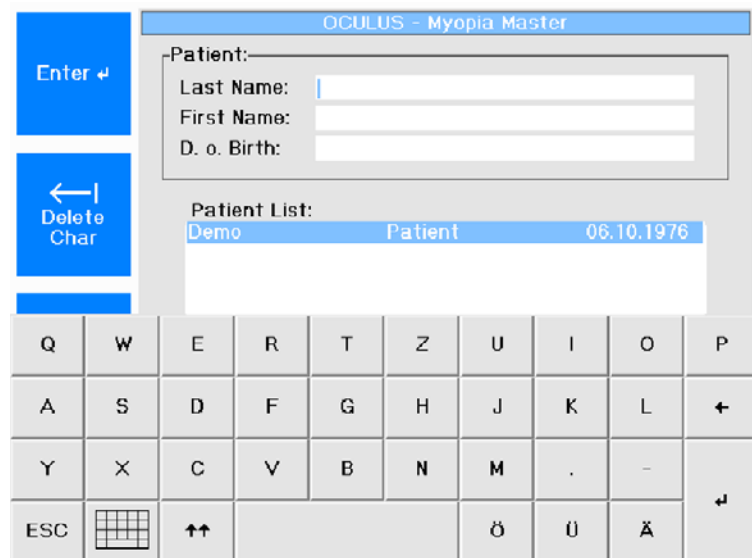 OCULUS - Myopia Master
Enter ↵
Patient:
Last Name:
First Name:
D. o. Birth:
←| Delete
Char
Patient List:
Demo Patient 06.10.1976
Q W E R T Z U I O P
A S D F G H J K L ←
Y X C V B N M . - ↵
ESC ↑↑ Ö Ü Ä